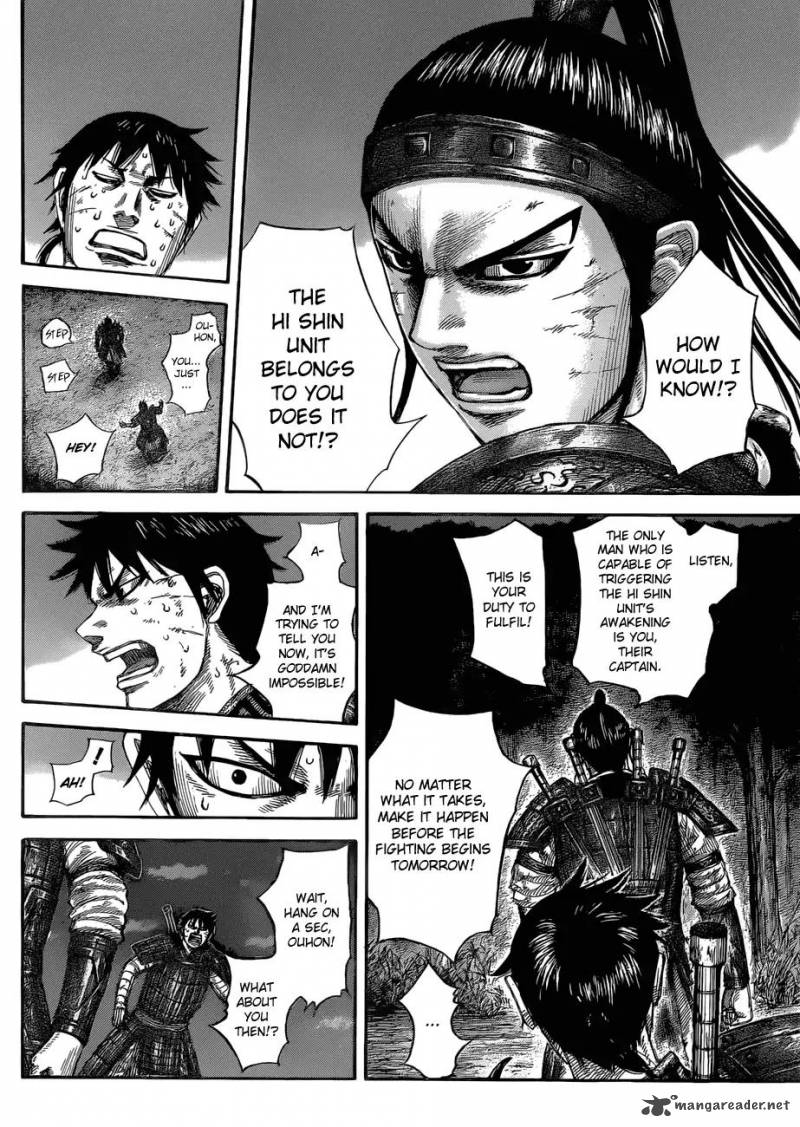 HOW
WOULD I
KNOW!?
THE
HI SHIN
UNIT
BELONGS
TO YOU
DOES IT
NOT!?
OU-
HON,
YOU...
JUST
...
STEP
STEP
HEY!
LISTEN,
THE ONLY
MAN WHO IS
CAPABLE OF
TRIGGERING
THE HI SHIN
UNIT'S
AWAKENING
IS YOU,
THEIR
CAPTAIN.
THIS IS
YOUR
DUTY TO
FULFIL!
NO MATTER
WHAT IT TAKES,
MAKE IT HAPPEN
BEFORE THE
FIGHTING BEGINS
TOMORROW!
...
A-
AND I'M
TRYING TO
TELL YOU
NOW, IT'S
GODDAMN
IMPOSSIBLE!
!
AH!
WAIT,
HANG ON
A SEC,
OUHON!
WHAT
ABOUT
YOU
THEN!?
mangareader.net